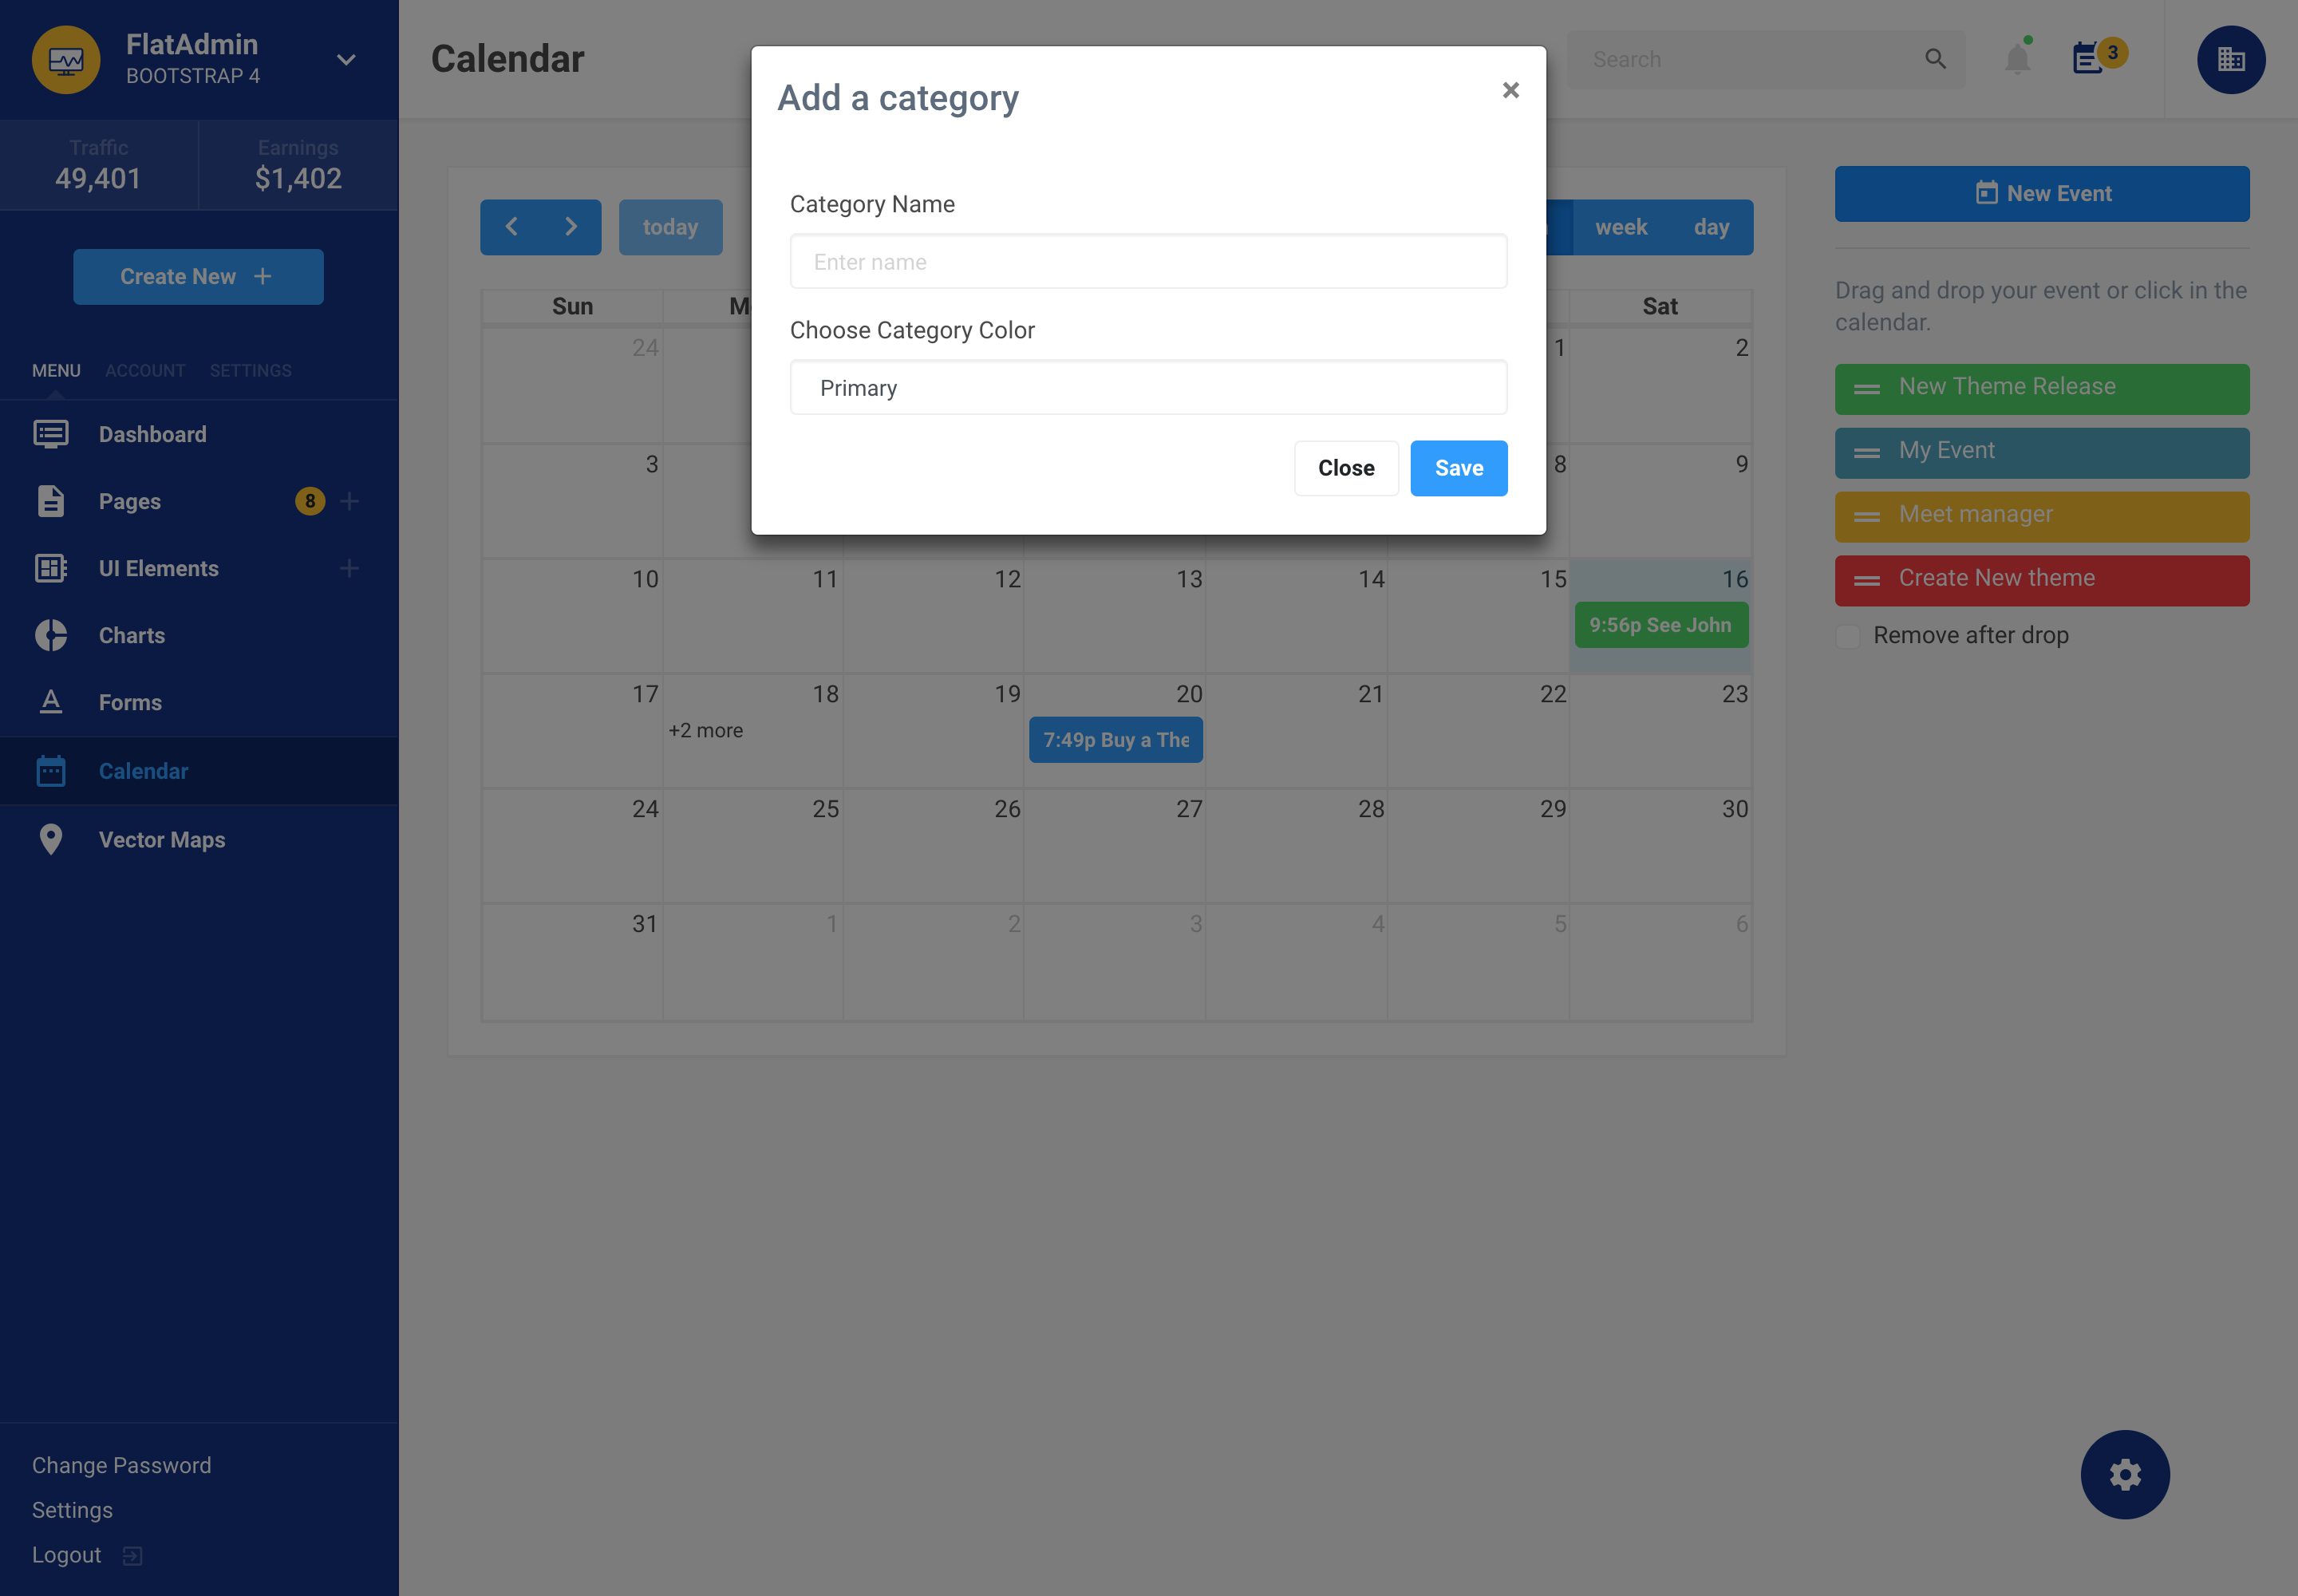 FlatAdmin
BOOTSTRAP 4
Traffic
49,401
Earnings
$1,402
Create New
MENU ACCOUNT SETTINGS
Dashboard
Pages 8
UI Elements
Charts
Forms
Calendar
Vector Maps
Change Password
Settings
Logout
Calendar
Search
3
Add a category
×
Category Name
Enter name
Choose Category Color
Primary
Close Save
today
week day
Sun Sat
24 1 2
3 8 9
10 11 12 13 14 15 16
9:56p See John
17 18 19 20 21 22 23
+2 more
7:49p Buy a The
24 25 26 27 28 29 30
31 1 2 3 4 5 6
New Event
Drag and drop your event or click in the
calendar.
New Theme Release
My Event
Meet manager
Create New theme
Remove after drop